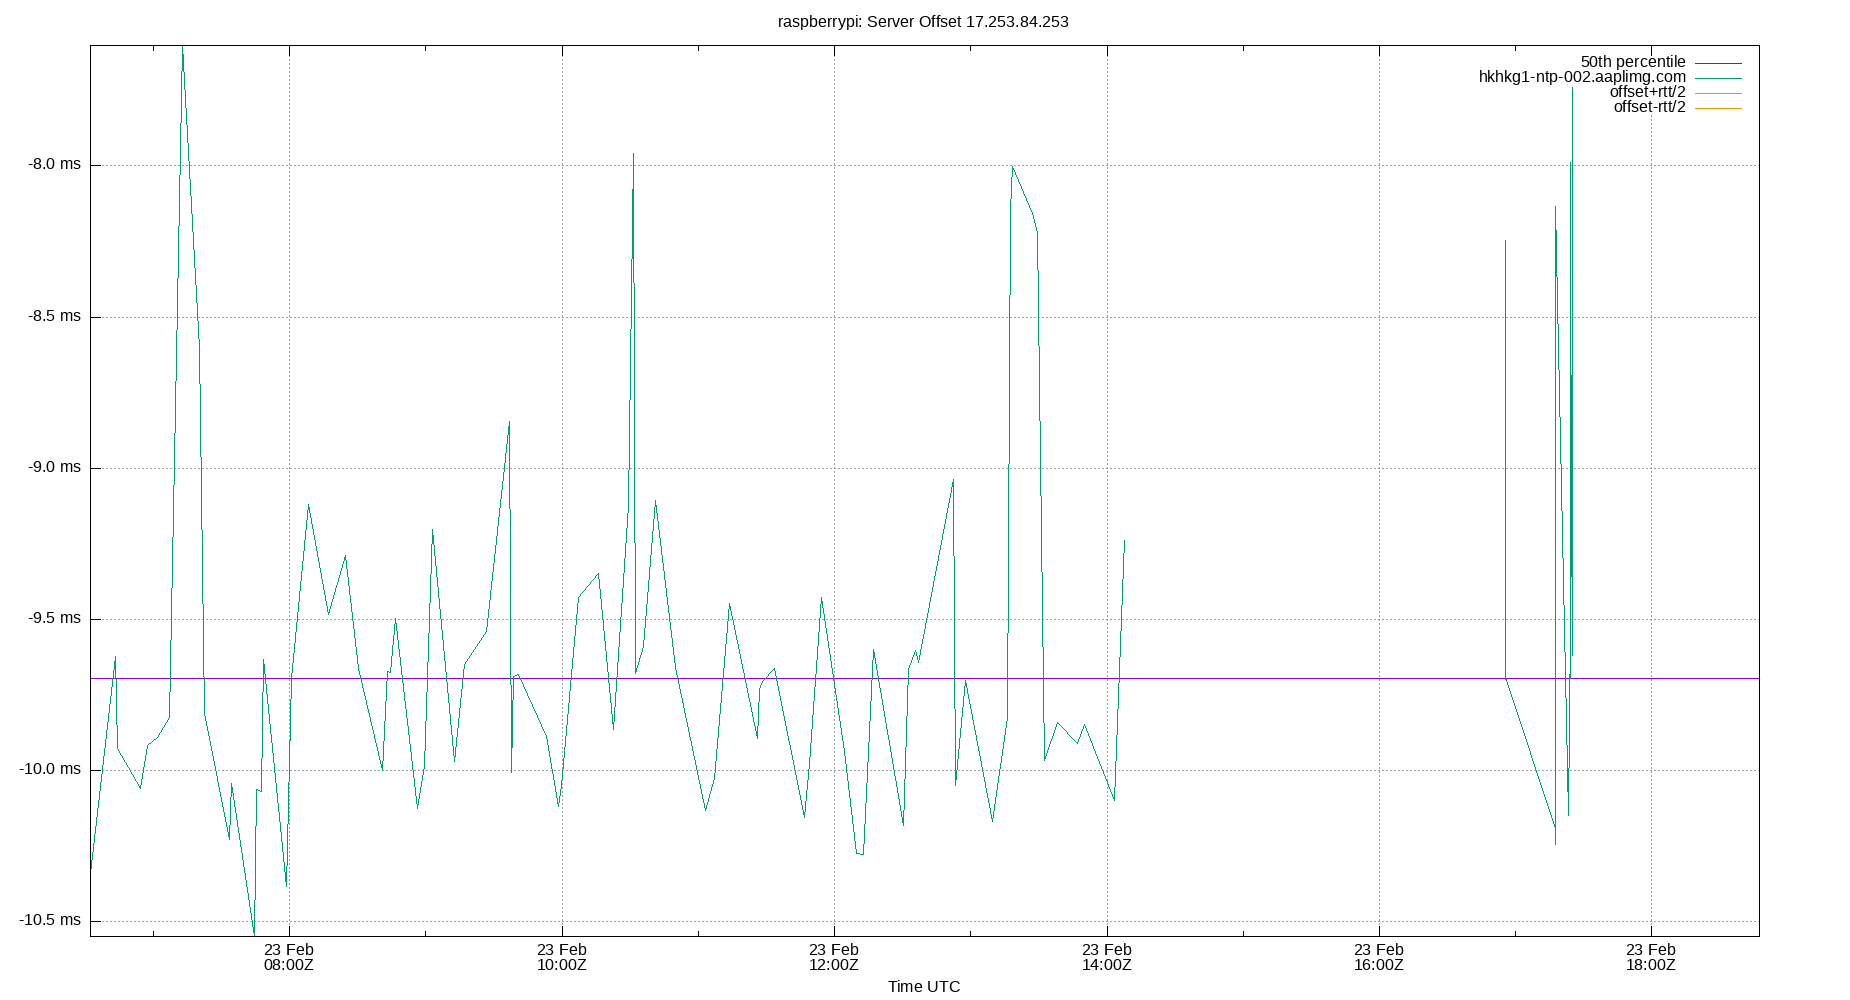 raspberrypi: Server Offset 17.253.84.253
50th percentile
hkhkg1-ntp-002.aaplimg.com
offset+rtt/2
offset-rtt/2
-8.0 ms
-8.5 ms
-9.0 ms
-9.5 ms
-10.0 ms
-10.5 ms
23 Feb 23 Feb 23 Feb 23 Feb 23 Feb 23 Feb
08:00Z 10:00Z 12:00Z 14:00Z 16:00Z 18:00Z
Time UTC